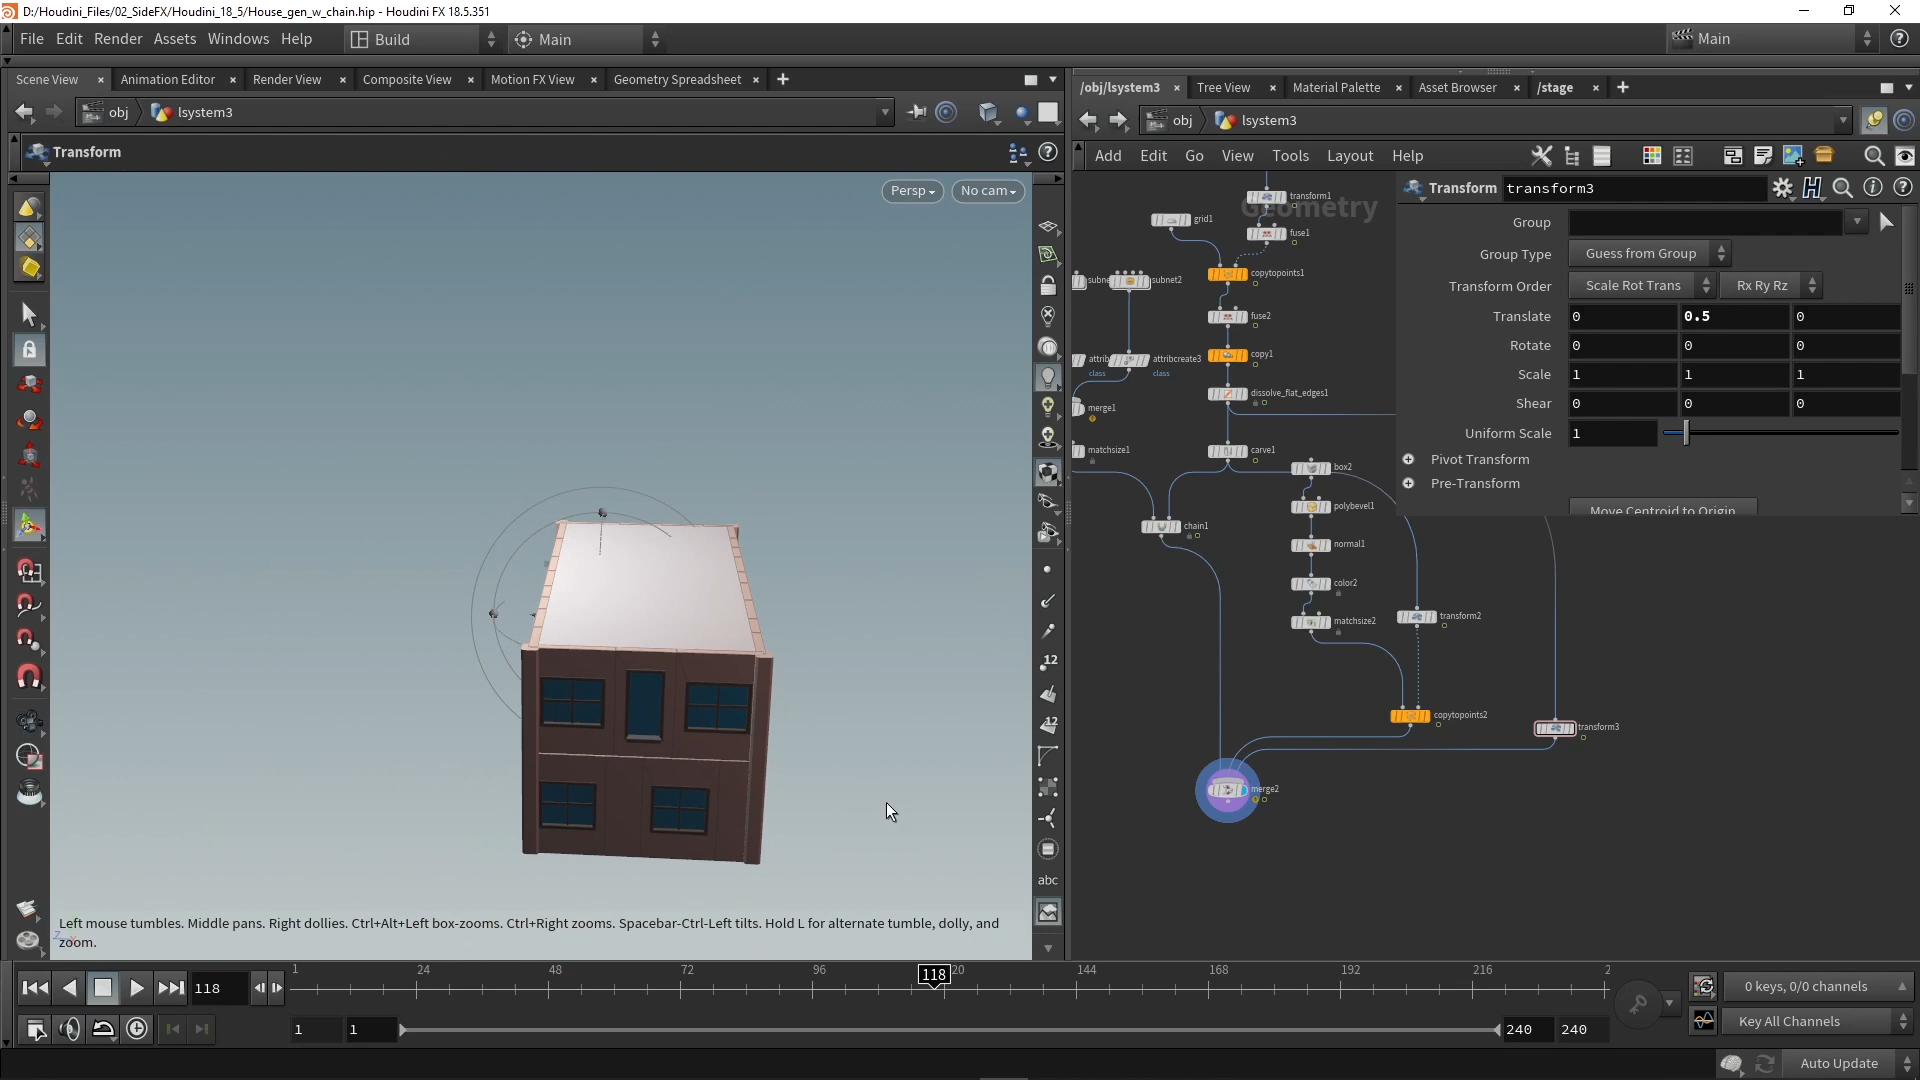 D:/Houdini_Files/02_SideFX/Houdini_18_5/House_gen_w_chain.hip - Houdini FX 18.5.351
File Edit Render Assets Windows Help Build Main Main
Scene View Animation Editor Render View Composite View Motion FX View Geometry Spreadsheet
/obj/lsystem3 Tree View Material Palette Asset Browser /stage
obj lsystem3
obj lsystem3
Transform
Add Edit Go View Tools Layout Help
Persp No cam
Geometry
transform1
grid1
fuse1
copytopoints1
subne
subnet2
fuse2
attrib
class
attribcreate3
class
copy1
dissolve_flat_edges1
merge1
matchsize1
carve1
box2
polybevel1
chain1
normal1
color2
matchsize2
transform2
copytopoints2
transform3
merge2
Transform transform3
Group
Group Type Guess from Group
Transform Order Scale Rot Trans Rx Ry Rz
Translate 0 0.5 0
Rotate 0 0 0
Scale 1 1 1
Shear 0 0 0
Uniform Scale 1
Pivot Transform
Pre-Transform
Move Centroid to Origin
12
12
abc
Left mouse tumbles. Middle pans. Right dollies. Ctrl+Alt+Left box-zooms. Ctrl+Right zooms. Spacebar-Ctrl-Left tilts. Hold L for alternate tumble, dolly, and
zoom.
118
1 24 48 72 96 118 20 144 168 192 216 2
0 keys, 0/0 channels
1 1 240 240
Key All Channels
Auto Update